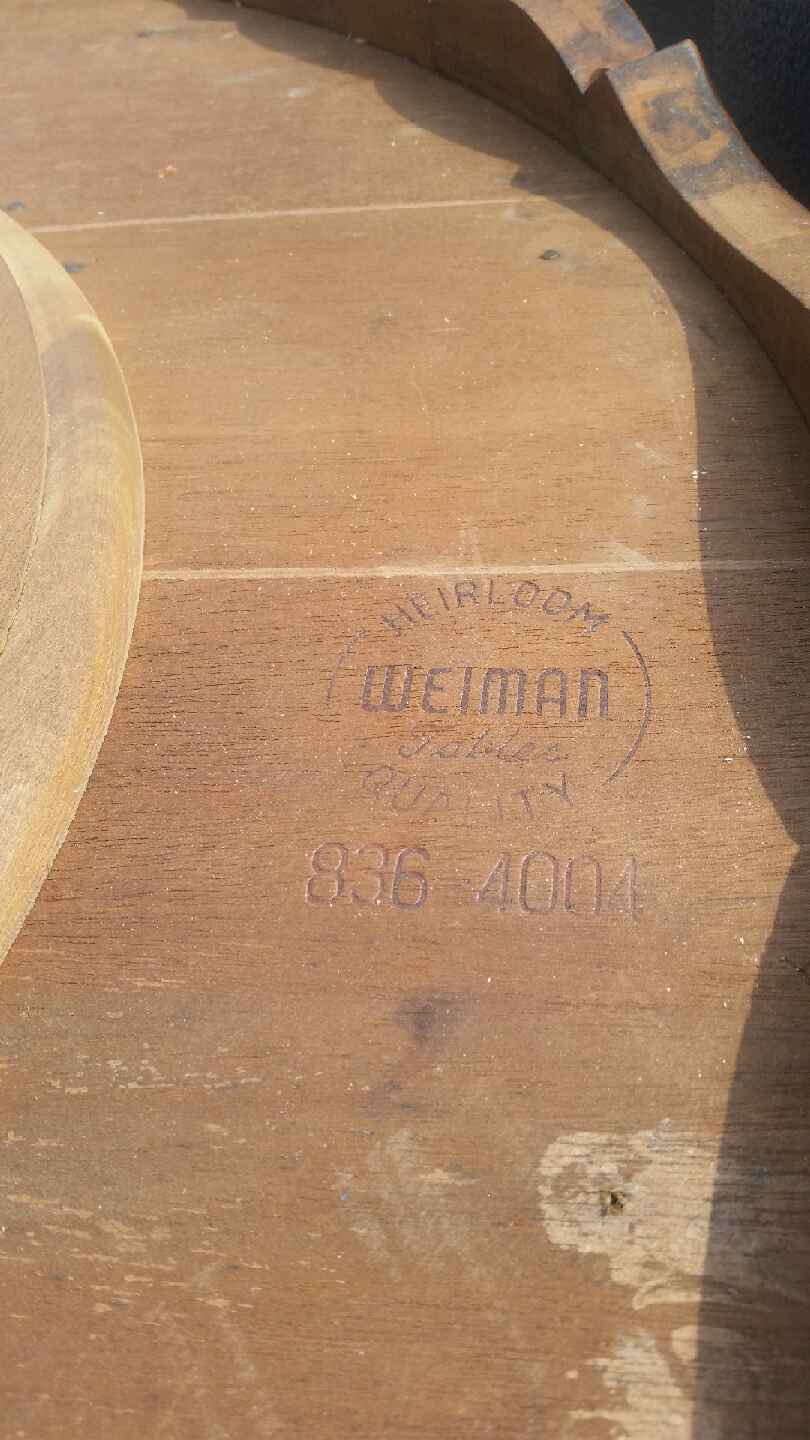 HEIRLOOM
WEIMAN
Tables
QUALITY
836-4004